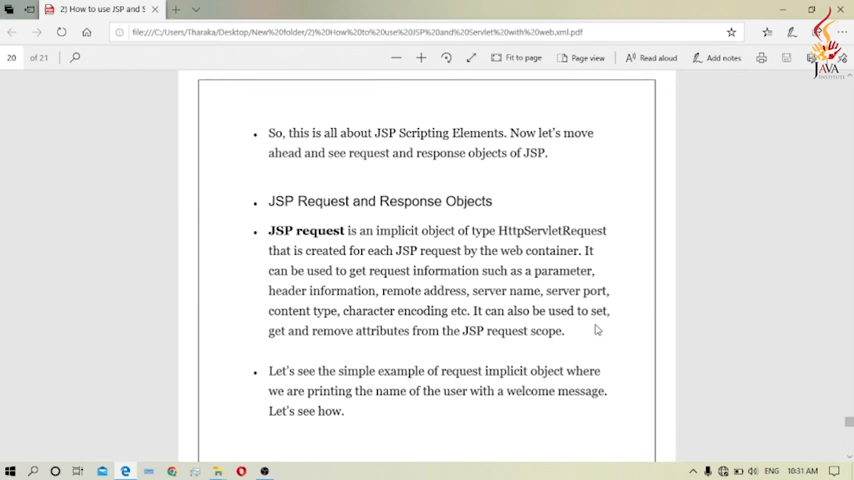 2) How to use JSP and S
file:///C:/Users/Tharaka/Desktop/New%20folder/2)%20How%20to%20use%20JSP%20and%20Servlet%20with%20web.xml.pdf
20 of 21
Fit to page
Page view
Read aloud
Add notes
JAVA
INSTITUTE
• So, this is all about JSP Scripting Elements. Now let's move
ahead and see request and response objects of JSP.
• JSP Request and Response Objects
• JSP request is an implicit object of type HttpServletRequest
that is created for each JSP request by the web container. It
can be used to get request information such as a parameter,
header information, remote address, server name, server port,
content type, character encoding etc. It can also be used to set,
get and remove attributes from the JSP request scope.
• Let's see the simple example of request implicit object where
we are printing the name of the user with a welcome message.
Let's see how.
ENG
10:31 AM